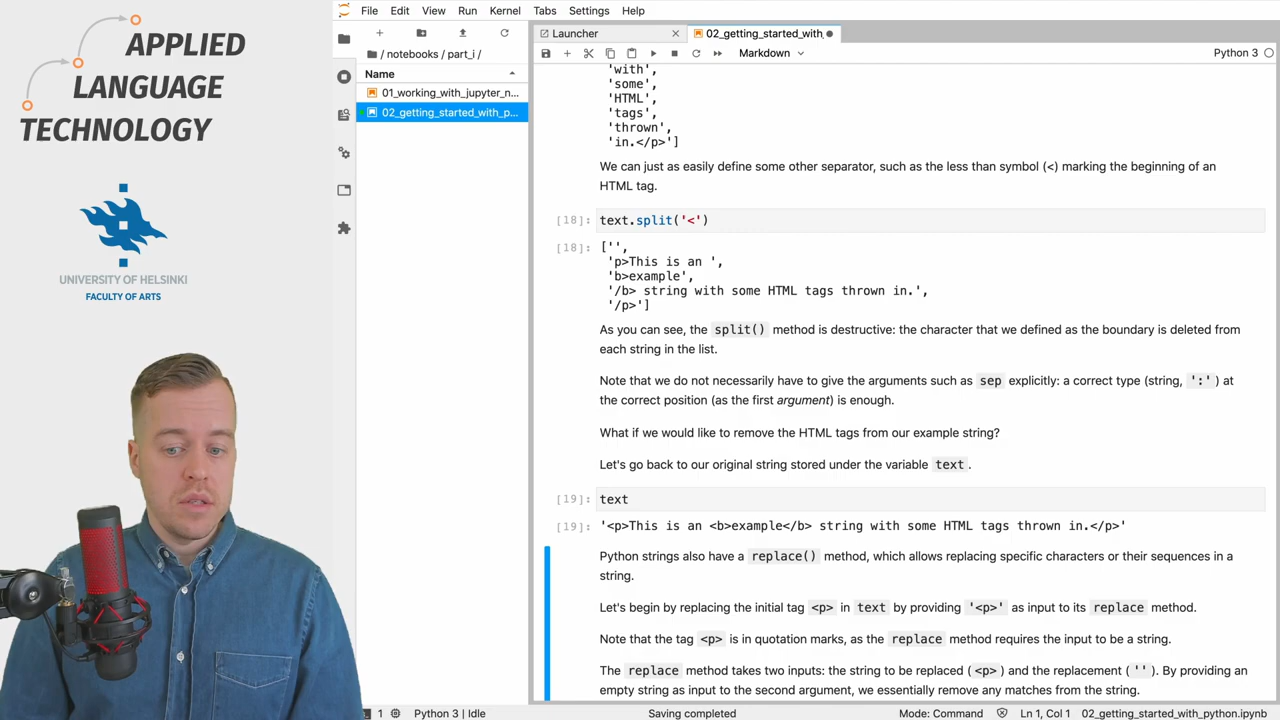 APPLIED
LANGUAGE
TECHNOLOGY
UNIVERSITY OF HELSINKI
FACULTY OF ARTS
File Edit View Run Kernel Tabs Settings Help
/ notebooks / part_i /
Name
01_working_with_jupyter_n...
02_getting_started_with_p...
Launcher
02_getting_started_with_
Markdown
Python 3
'with',
'some',
'HTML',
'tags',
'thrown',
'in.</p>']
We can just as easily define some other separator, such as the less than symbol (<) marking the beginning of an
HTML tag.
[18]: text.split('<')
[18]: ['',
'p>This is an ',
'b>example',
'/b> string with some HTML tags thrown in.',
'/p>']
As you can see, the split() method is destructive: the character that we defined as the boundary is deleted from
each string in the list.
Note that we do not necessarily have to give the arguments such as sep explicitly: a correct type (string, ':') at
the correct position (as the first argument) is enough.
What if we would like to remove the HTML tags from our example string?
Let's go back to our original string stored under the variable text.
[19]: text
[19]: '<p>This is an <b>example</b> string with some HTML tags thrown in.</p>'
Python strings also have a replace() method, which allows replacing specific characters or their sequences in a
string.
Let's begin by replacing the initial tag <p> in text by providing '<p>' as input to its replace method.
Note that the tag <p> is in quotation marks, as the replace method requires the input to be a string.
The replace method takes two inputs: the string to be replaced (<p>) and the replacement (''). By providing an
empty string as input to the second argument, we essentially remove any matches from the string.
1 Python 3 | Idle Saving completed Mode: Command Ln 1, Col 1 02_getting_started_with_python.ipynb